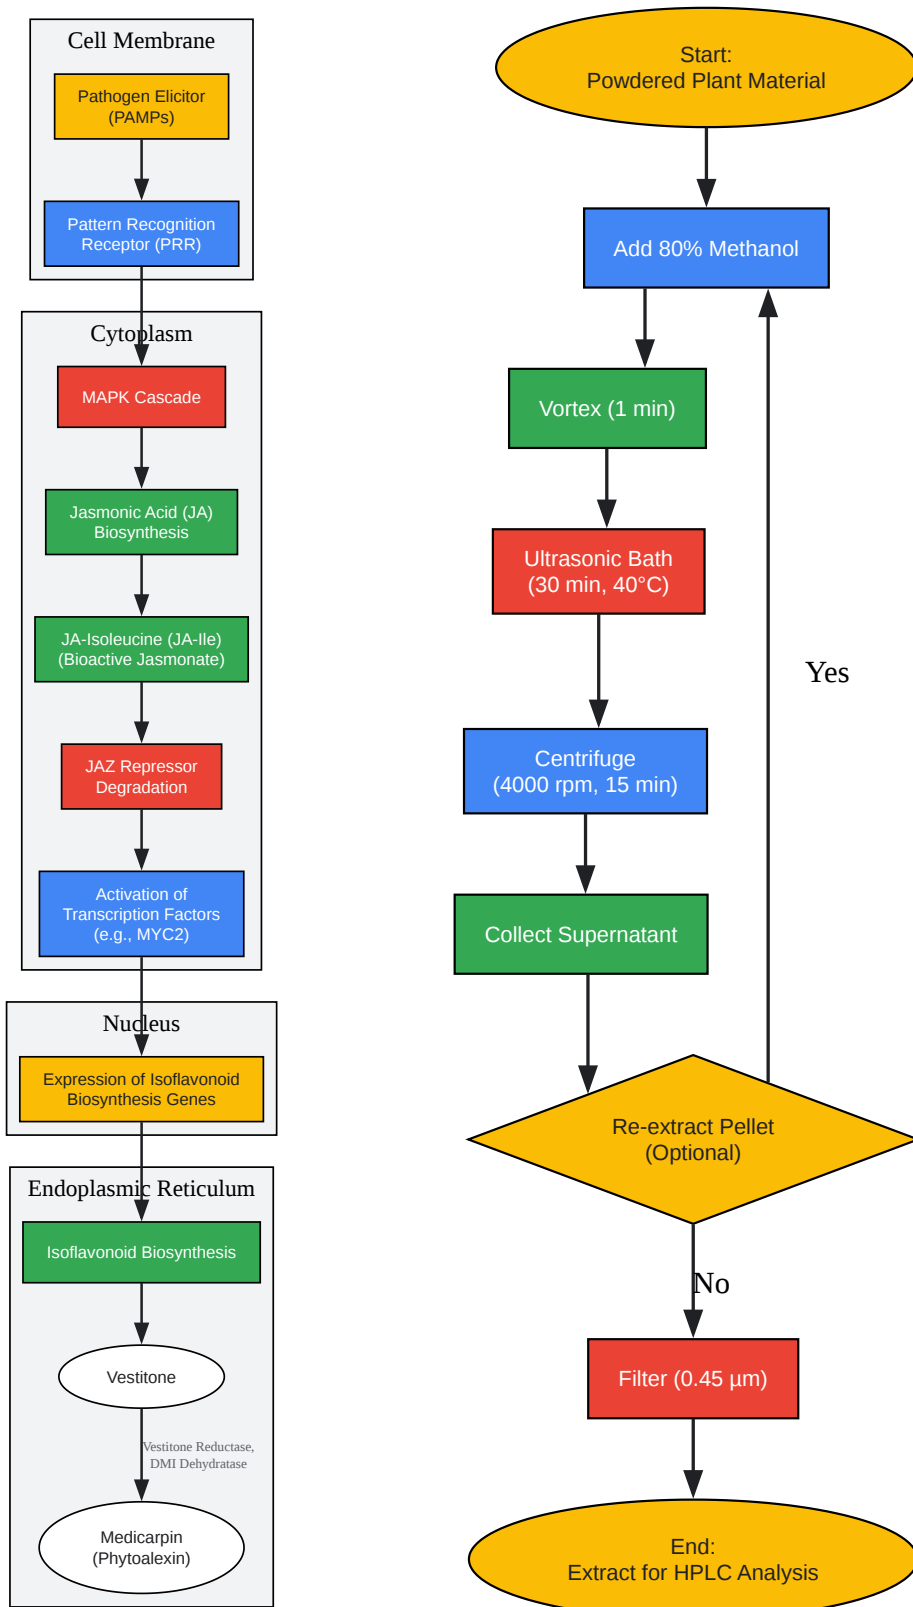 Cell Membrane
Pathogen Elicitor
(PAMPs)
Pattern Recognition
Receptor (PRR)
Cytoplasm
MAPK Cascade
Jasmonic Acid (JA)
Biosynthesis
JA-Isoleucine (JA-Ile)
(Bioactive Jasmonate)
JAZ Repressor
Degradation
Activation of
Transcription Factors
(e.g., MYC2)
Nucleus
Expression of Isoflavonoid
Biosynthesis Genes
Endoplasmic Reticulum
Isoflavonoid Biosynthesis
Vestitone
Vestitone Reductase,
DMI Dehydratase
Medicarpin
(Phytoalexin)
Start:
Powdered Plant Material
Add 80% Methanol
Vortex (1 min)
Ultrasonic Bath
(30 min, 40°C)
Yes
Centrifuge
(4000 rpm, 15 min)
Collect Supernatant
Re-extract Pellet
(Optional)
No
Filter (0.45 µm)
End:
Extract for HPLC Analysis